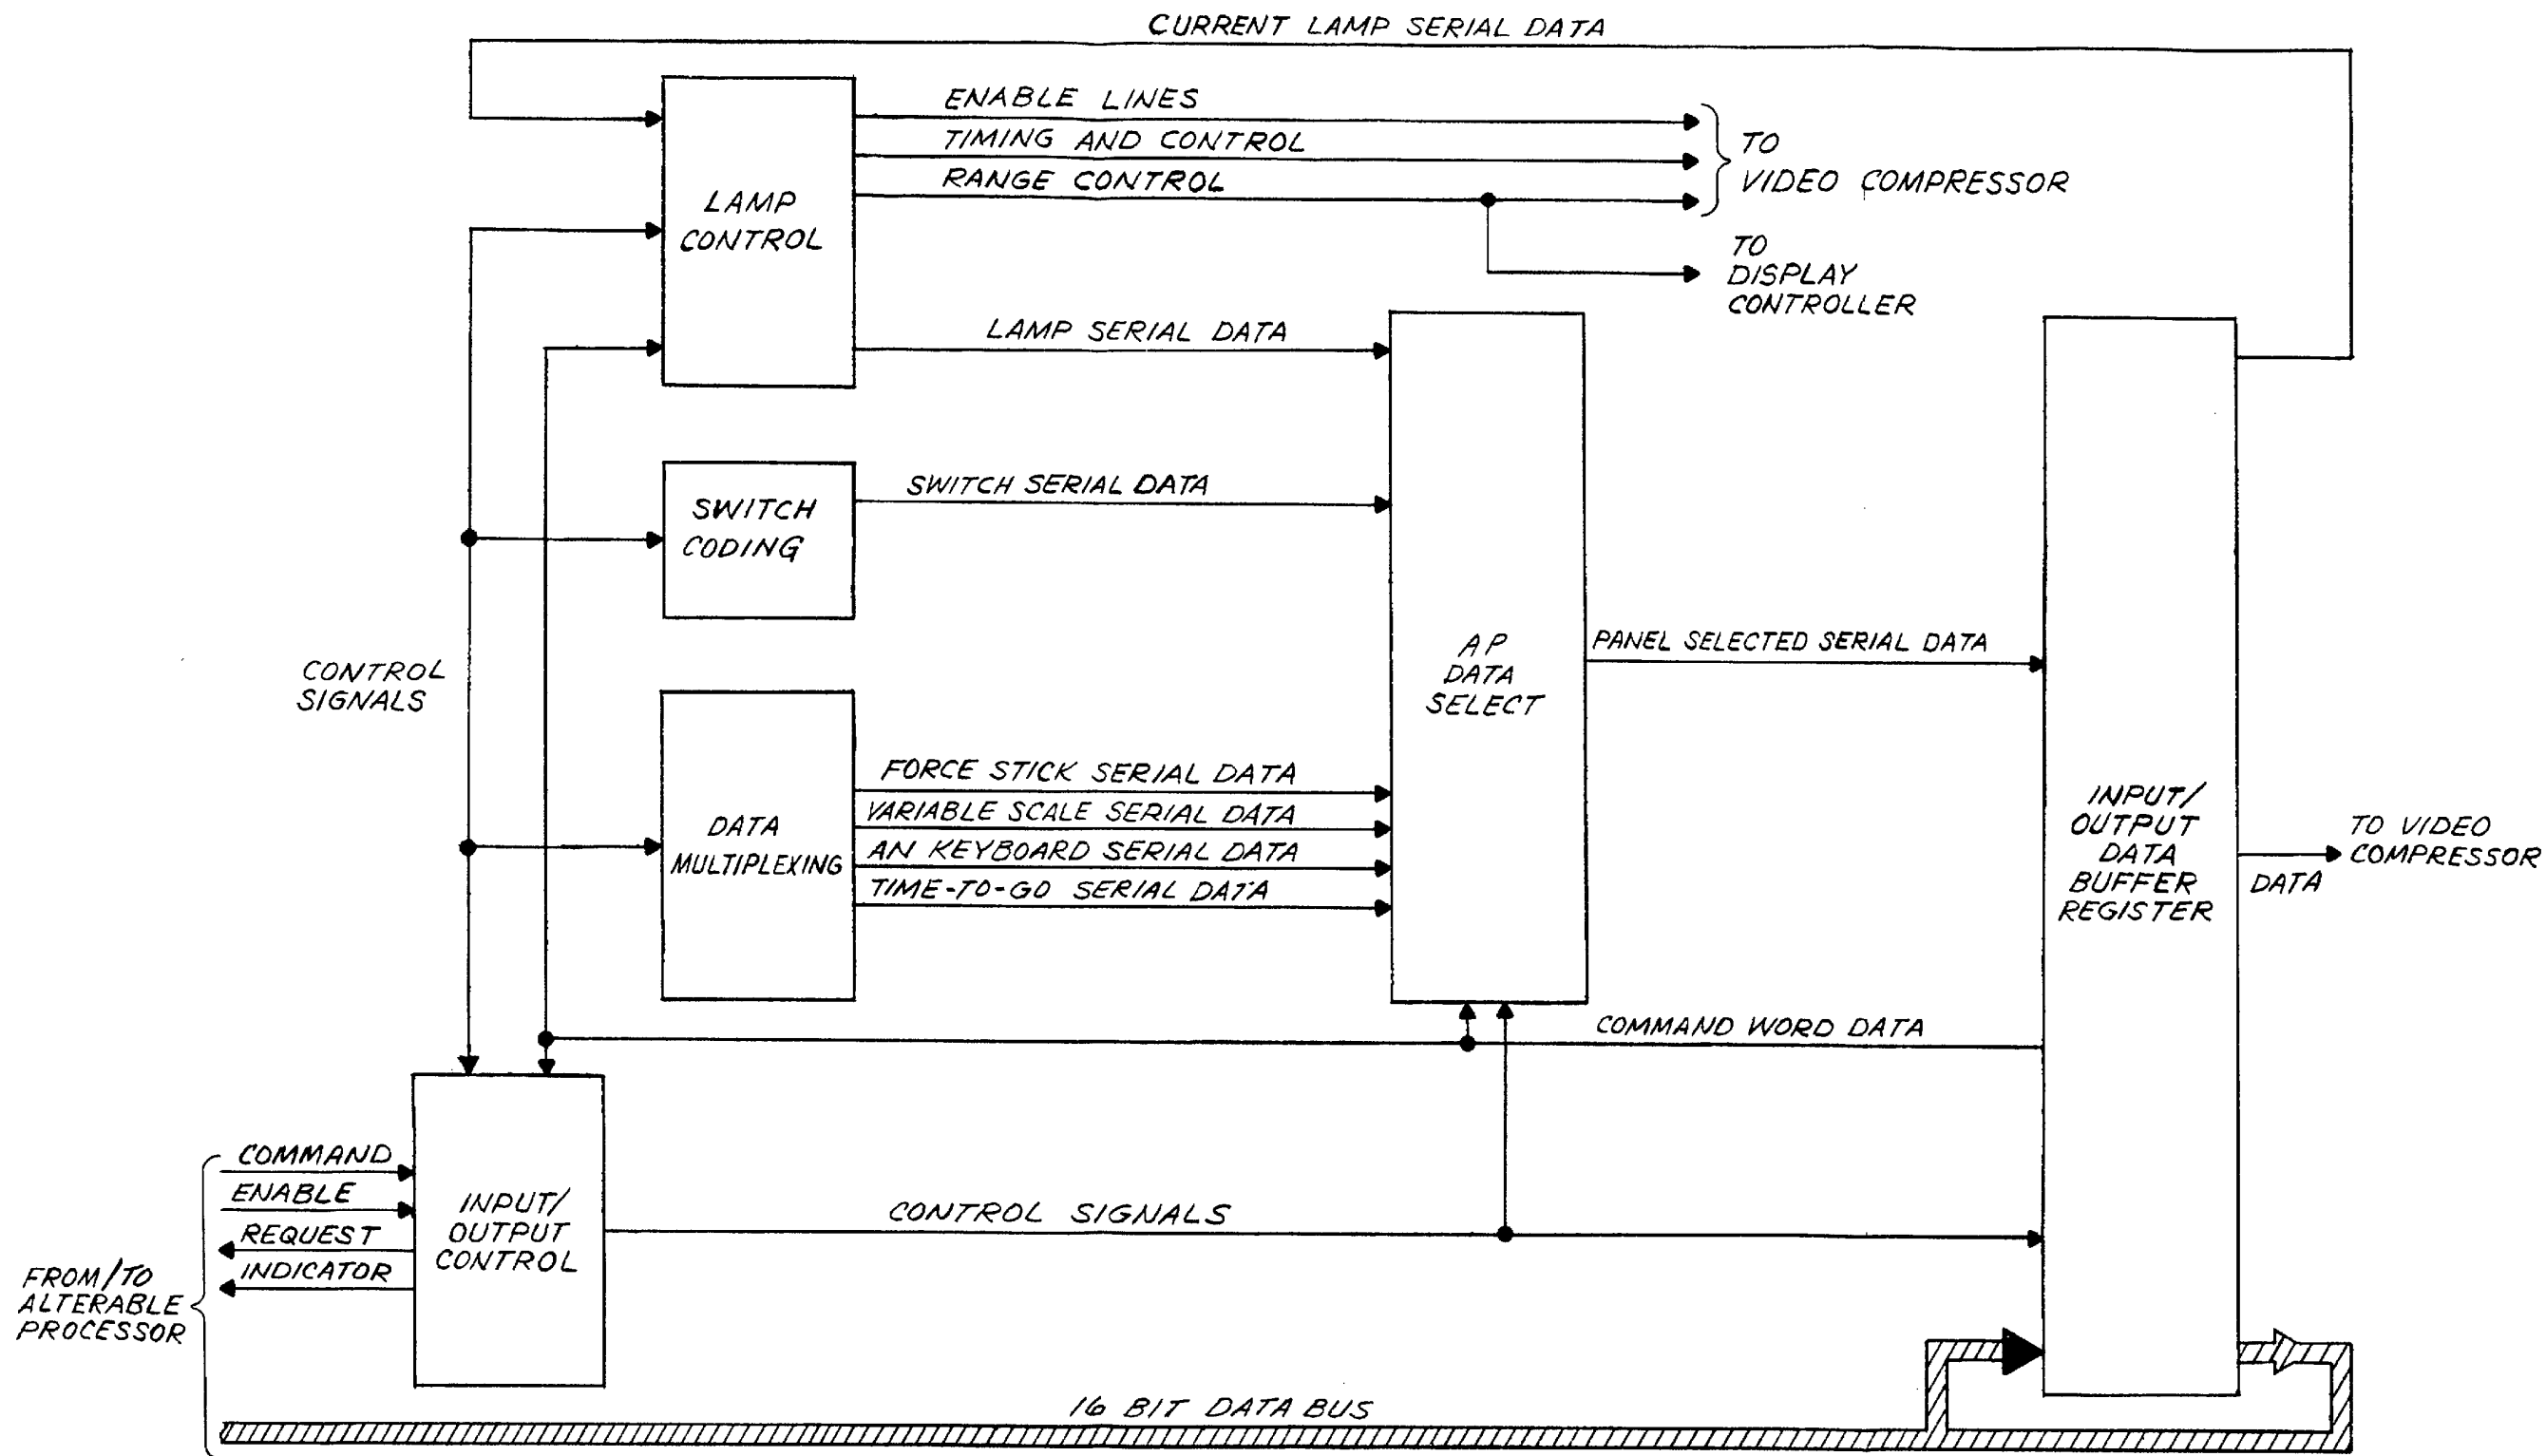 CURRENT LAMP SERIAL DATA
ENABLE LINES
TIMING AND CONTROL
RANGE CONTROL
TO
VIDEO COMPRESSOR
LAMP
CONTROL
TO
DISPLAY
CONTROLLER
LAMP SERIAL DATA
SWITCH SERIAL DATA
SWITCH
CODING
CONTROL
SIGNALS
AP
DATA
SELECT
PANEL SELECTED SERIAL DATA
FORCE STICK SERIAL DATA
VARIABLE SCALE SERIAL DATA
AN KEYBOARD SERIAL DATA
TIME-TO-GO SERIAL DATA
DATA
MULTIPLEXING
INPUT/
OUTPUT
DATA
BUFFER
REGISTER
TO VIDEO
COMPRESSOR
DATA
COMMAND WORD DATA
COMMAND
ENABLE
REQUEST
INDICATOR
INPUT/
OUTPUT
CONTROL
CONTROL SIGNALS
FROM/TO
ALTERABLE
PROCESSOR
16 BIT DATA BUS